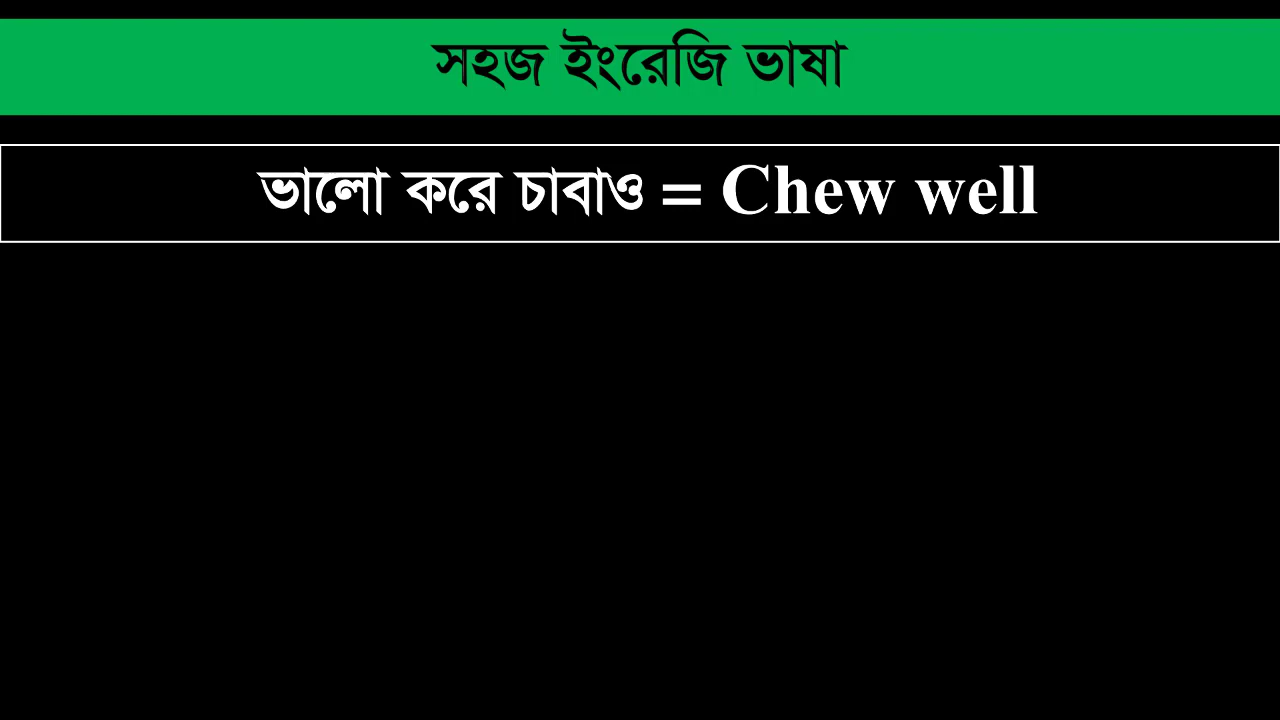 সহজ ইংরেজি ভাষা
ভালো করে চাবাও = Chew well